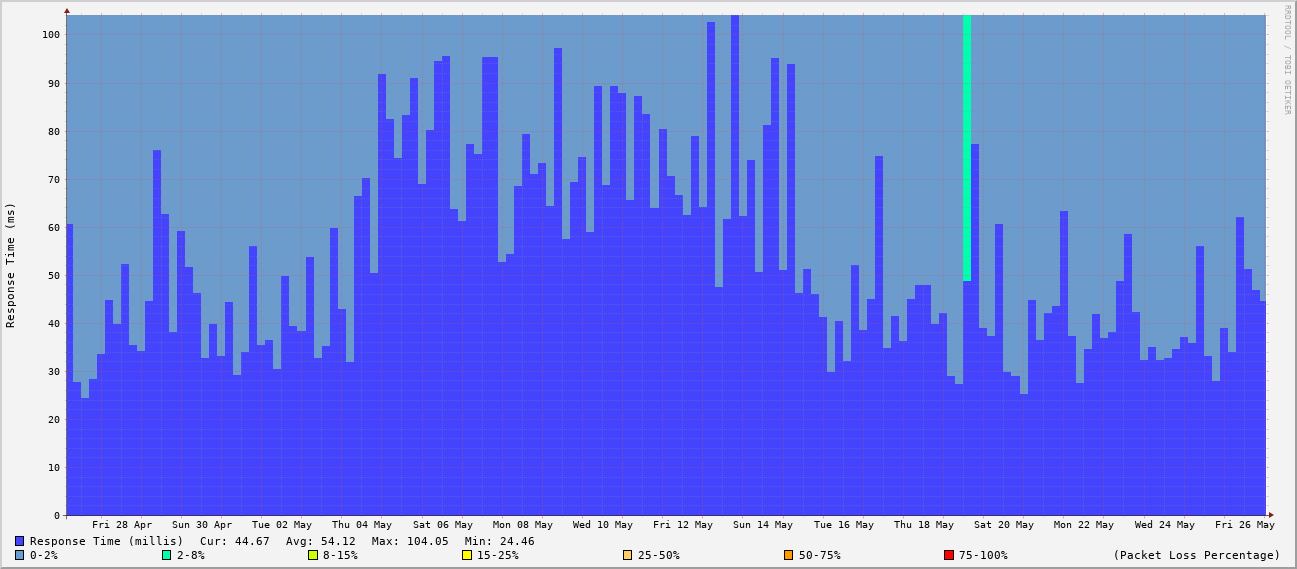 RRDTOOL / TOBI OETIKER
Response Time (ms)
100
90
80
70
60
50
40
30
20
10
0
Fri 28 Apr Sun 30 Apr Tue 02 May Thu 04 May Sat 06 May Mon 08 May Wed 10 May Fri 12 May Sun 14 May Tue 16 May Thu 18 May Sat 20 May Mon 22 May Wed 24 May Fri 26 May
Response Time (millis) Cur: 44.67 Avg: 54.12 Max: 104.05 Min: 24.46
0-2% 2-8% 8-15% 15-25% 25-50% 50-75% 75-100% (Packet Loss Percentage)